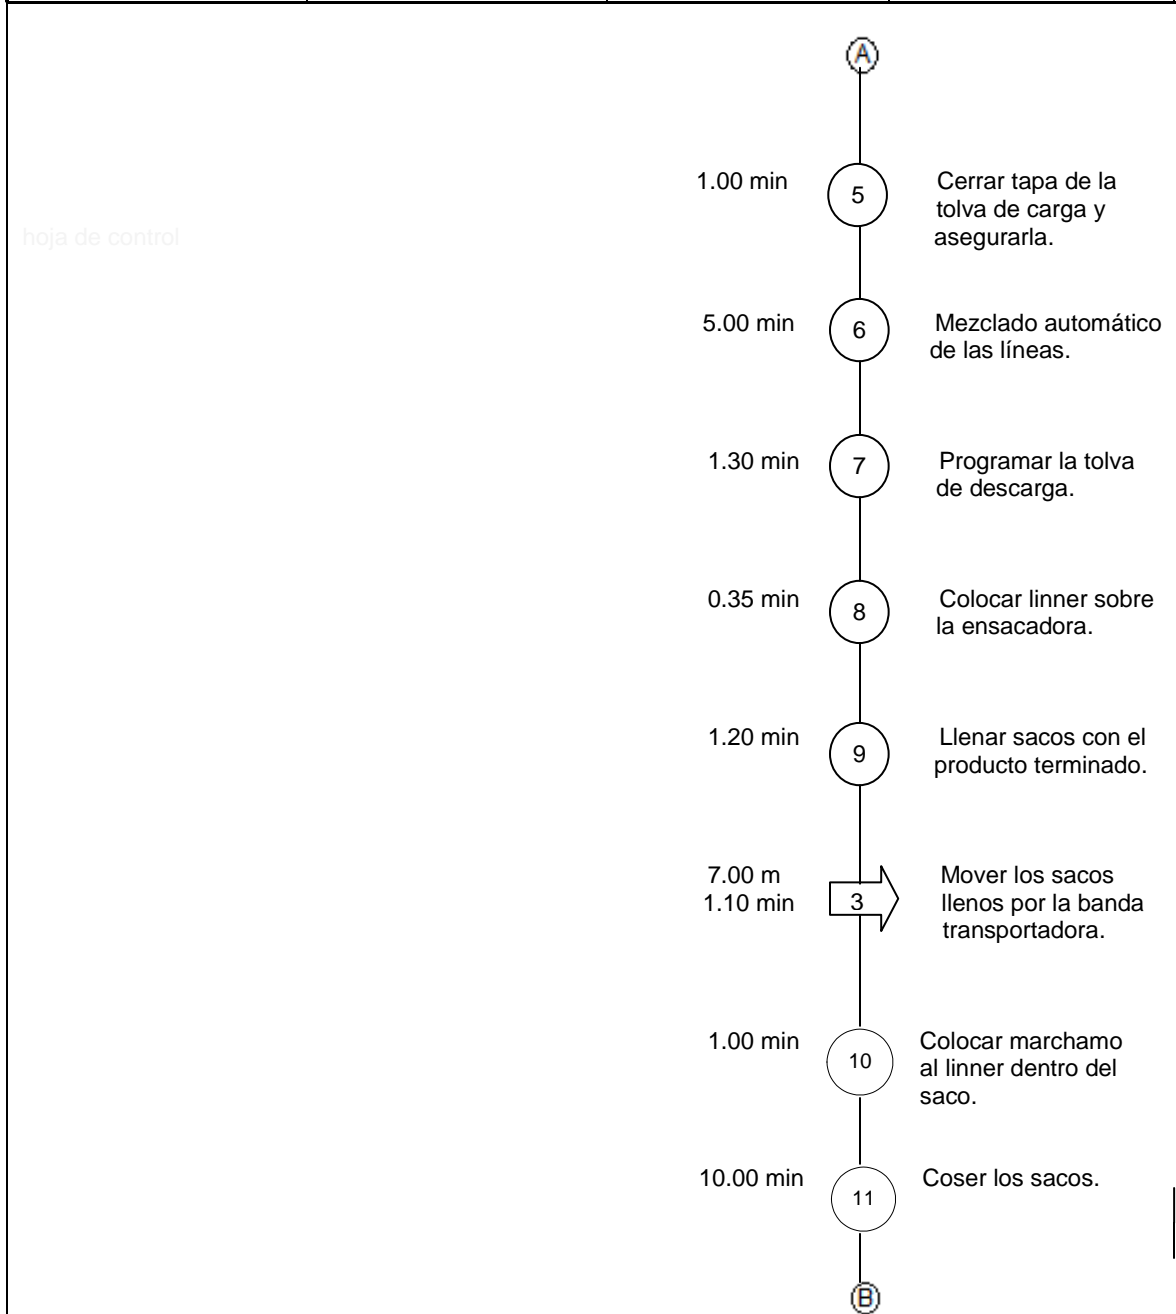 A
1.00 min
5
Cerrar tapa de la
tolva de carga y
asegurarla.
hoja de control
5.00 min
6
Mezclado automático
de las líneas.
1.30 min
7
Programar la tolva
de descarga.
0.35 min
8
Colocar linner sobre
la ensacadora.
1.20 min
9
Llenar sacos con el
producto terminado.
7.00 m
1.10 min
3
Mover los sacos
llenos por la banda
transportadora.
1.00 min
10
Colocar marchamo
al linner dentro del
saco.
10.00 min
11
Coser los sacos.
B